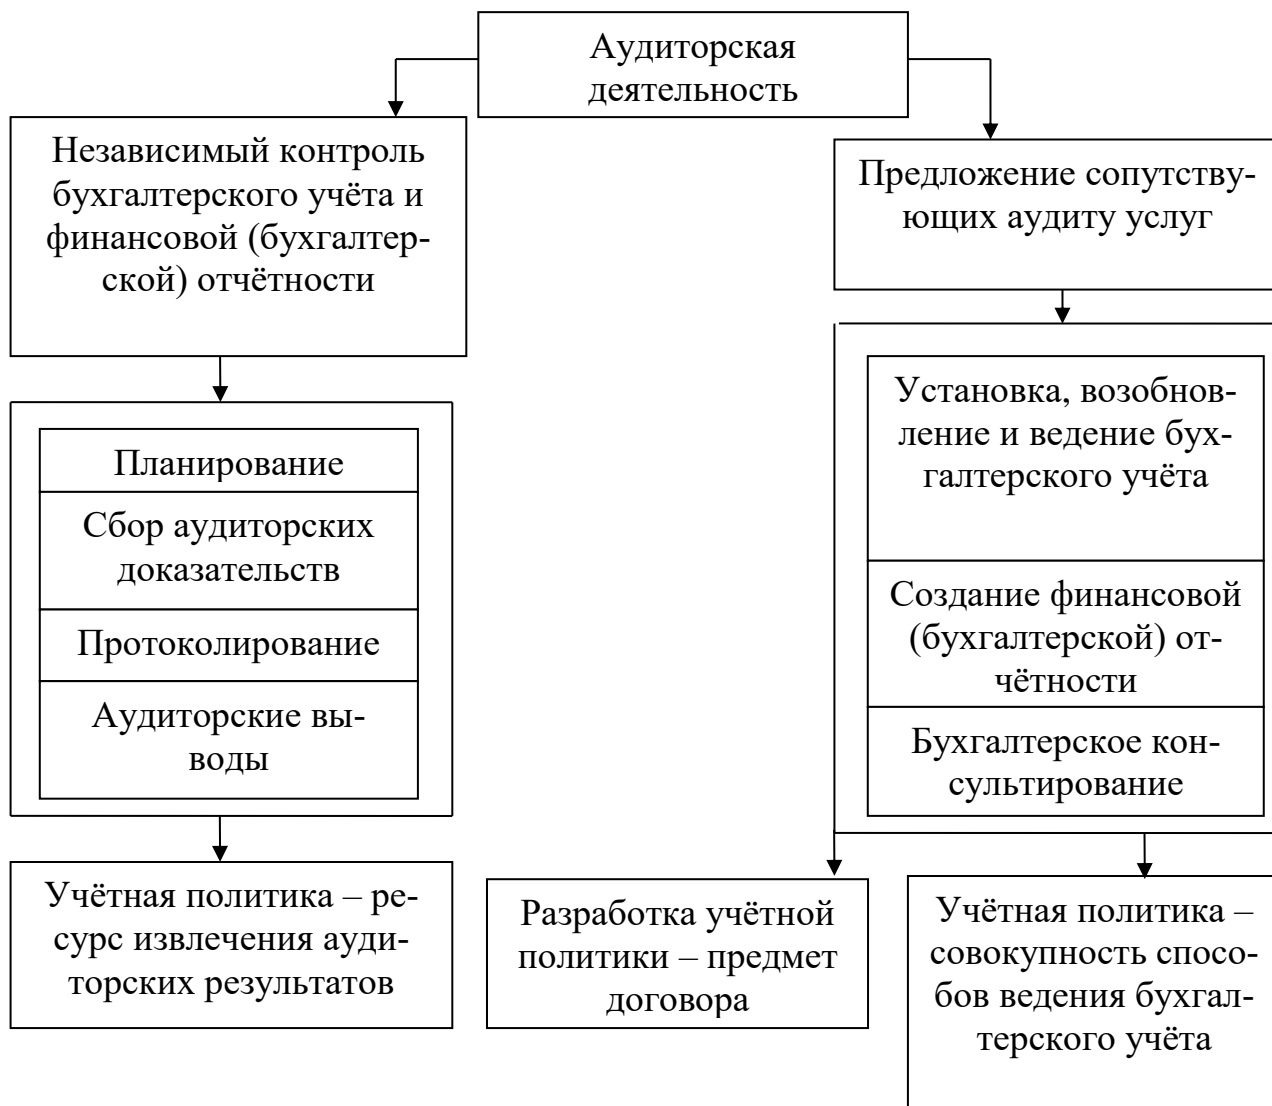 Аудиторская
деятельность
Независимый контроль
бухгалтерского учёта и
финансовой (бухгалтер-
ской) отчётности
Предложение сопутству-
ющих аудиту услуг
Планирование
Сбор аудиторских
доказательств
Протоколирование
Аудиторские вы-
воды
Установка, возобнов-
ление и ведение бух-
галтерского учёта
Создание финансовой
(бухгалтерской) от-
чётности
Бухгалтерское кон-
сультирование
Учётная политика – ре-
сурс извлечения ауди-
торских результатов
Разработка учётной
политики – предмет
договора
Учётная политика –
совокупность спосо-
бов ведения бухгал-
терского учёта